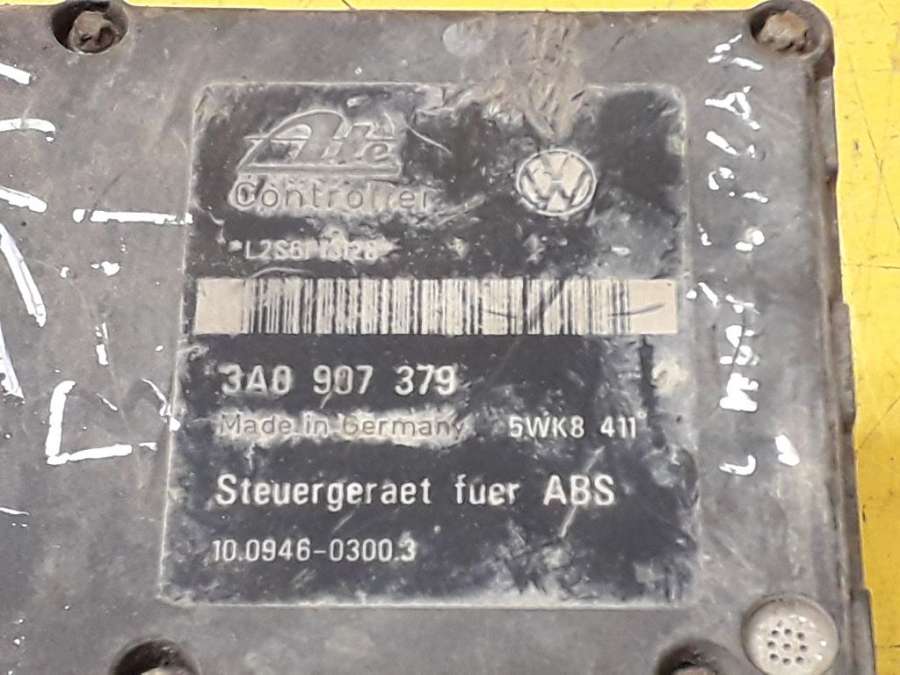 Ate
Controller
3A0 907 379
Made in Germany 5WK8 411
Steuergeraet fuer ABS
10.0946-0300.3